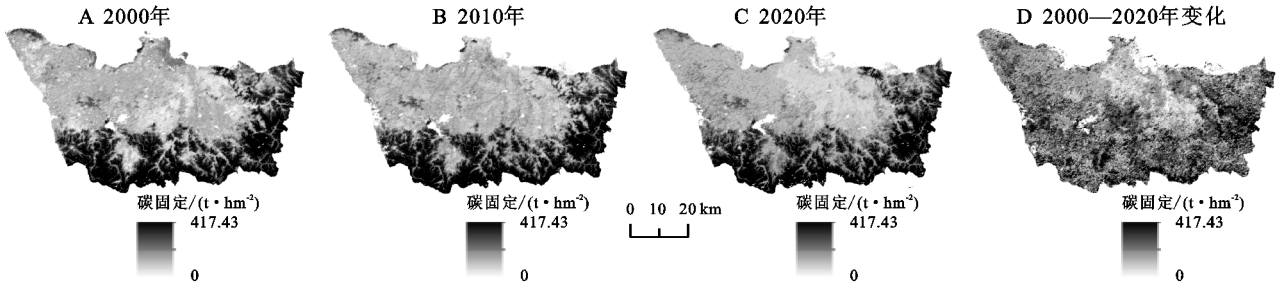 A 2000年
B 2010年
C 2020年
D 2000—2020年变化
碳固定/(t·hm⁻²)
417.43
0
碳固定/(t·hm⁻²)
417.43
0
0 10 20 km
碳固定/(t·hm⁻²)
417.43
0
碳固定/(t·hm⁻²)
417.43
0